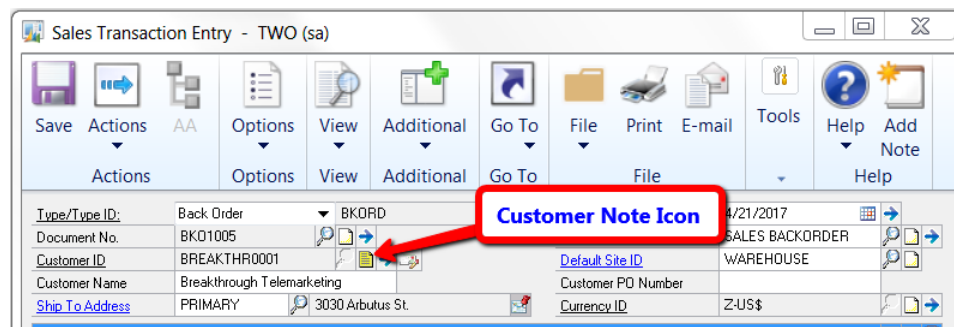 Sales Transaction Entry - TWO (sa)
Save Actions AA Options View Additional Go To File Print E-mail Tools Help Add Note
Actions Options View Additional Go To File Help
Customer Note Icon
Type/Type ID: Back Order BKORD 4/21/2017
Document No. BKO1005 SALES BACKORDER
Customer ID BREAKTHR0001 Default Site ID WAREHOUSE
Customer Name Breakthrough Telemarketing Customer PO Number
Ship To Address PRIMARY 3030 Arbutus St. Currency ID Z-US$